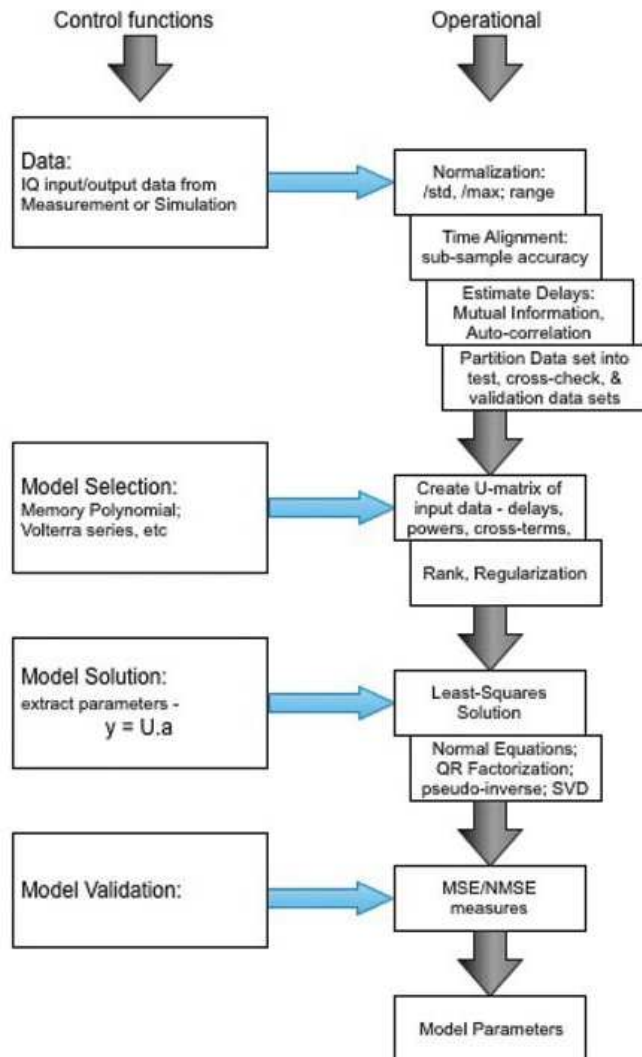 Control functions
Operational
Data:
IQ input/output data from
Measurement or Simulation
Normalization:
/std, /max; range
Time Alignment:
sub-sample accuracy
Estimate Delays:
Mutual Information,
Auto-correlation
Partition Data set into
test, cross-check, &
validation data sets
Model Selection:
Memory Polynomial;
Volterra series, etc
Create U-matrix of
input data - delays,
powers, cross-terms,
Rank, Regularization
Model Solution:
extract parameters -
y = U.a
Least-Squares
Solution
Normal Equations;
QR Factorization;
pseudo-inverse; SVD
Model Validation:
MSE/NMSE
measures
Model Parameters